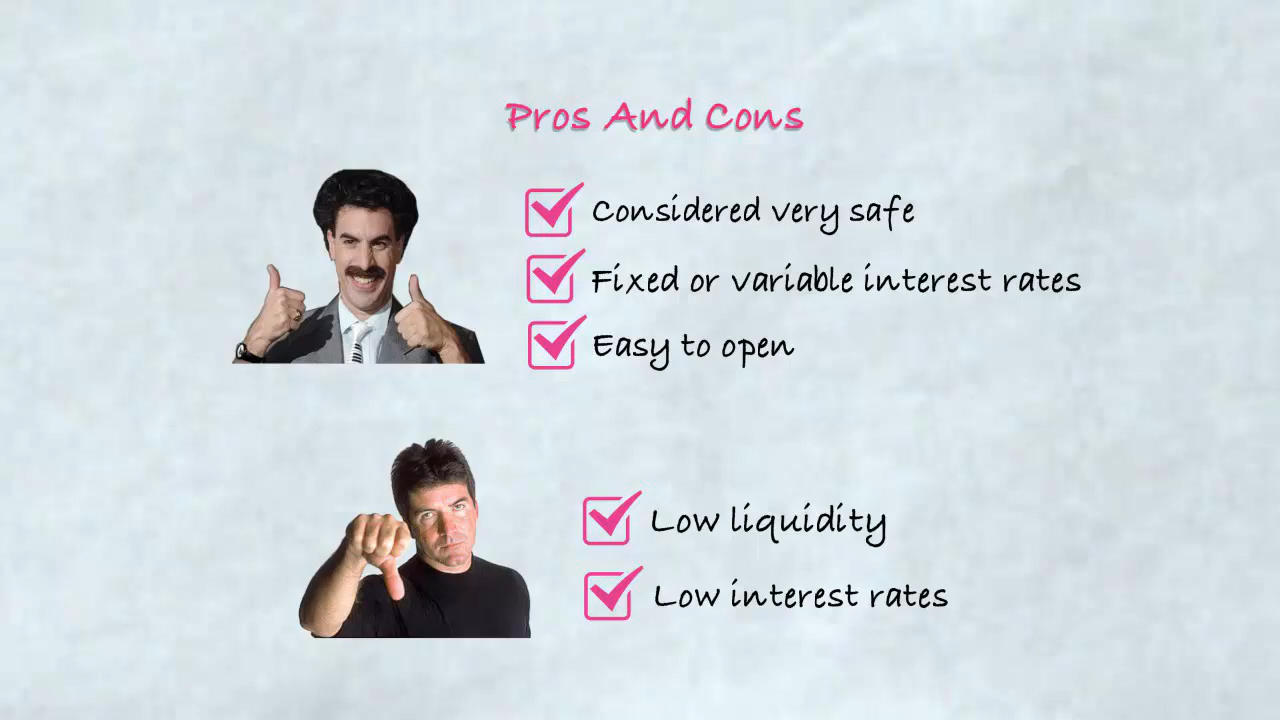 Pros And Cons
Considered very safe
Fixed or variable interest rates
Easy to open
Low liquidity
Low interest rates